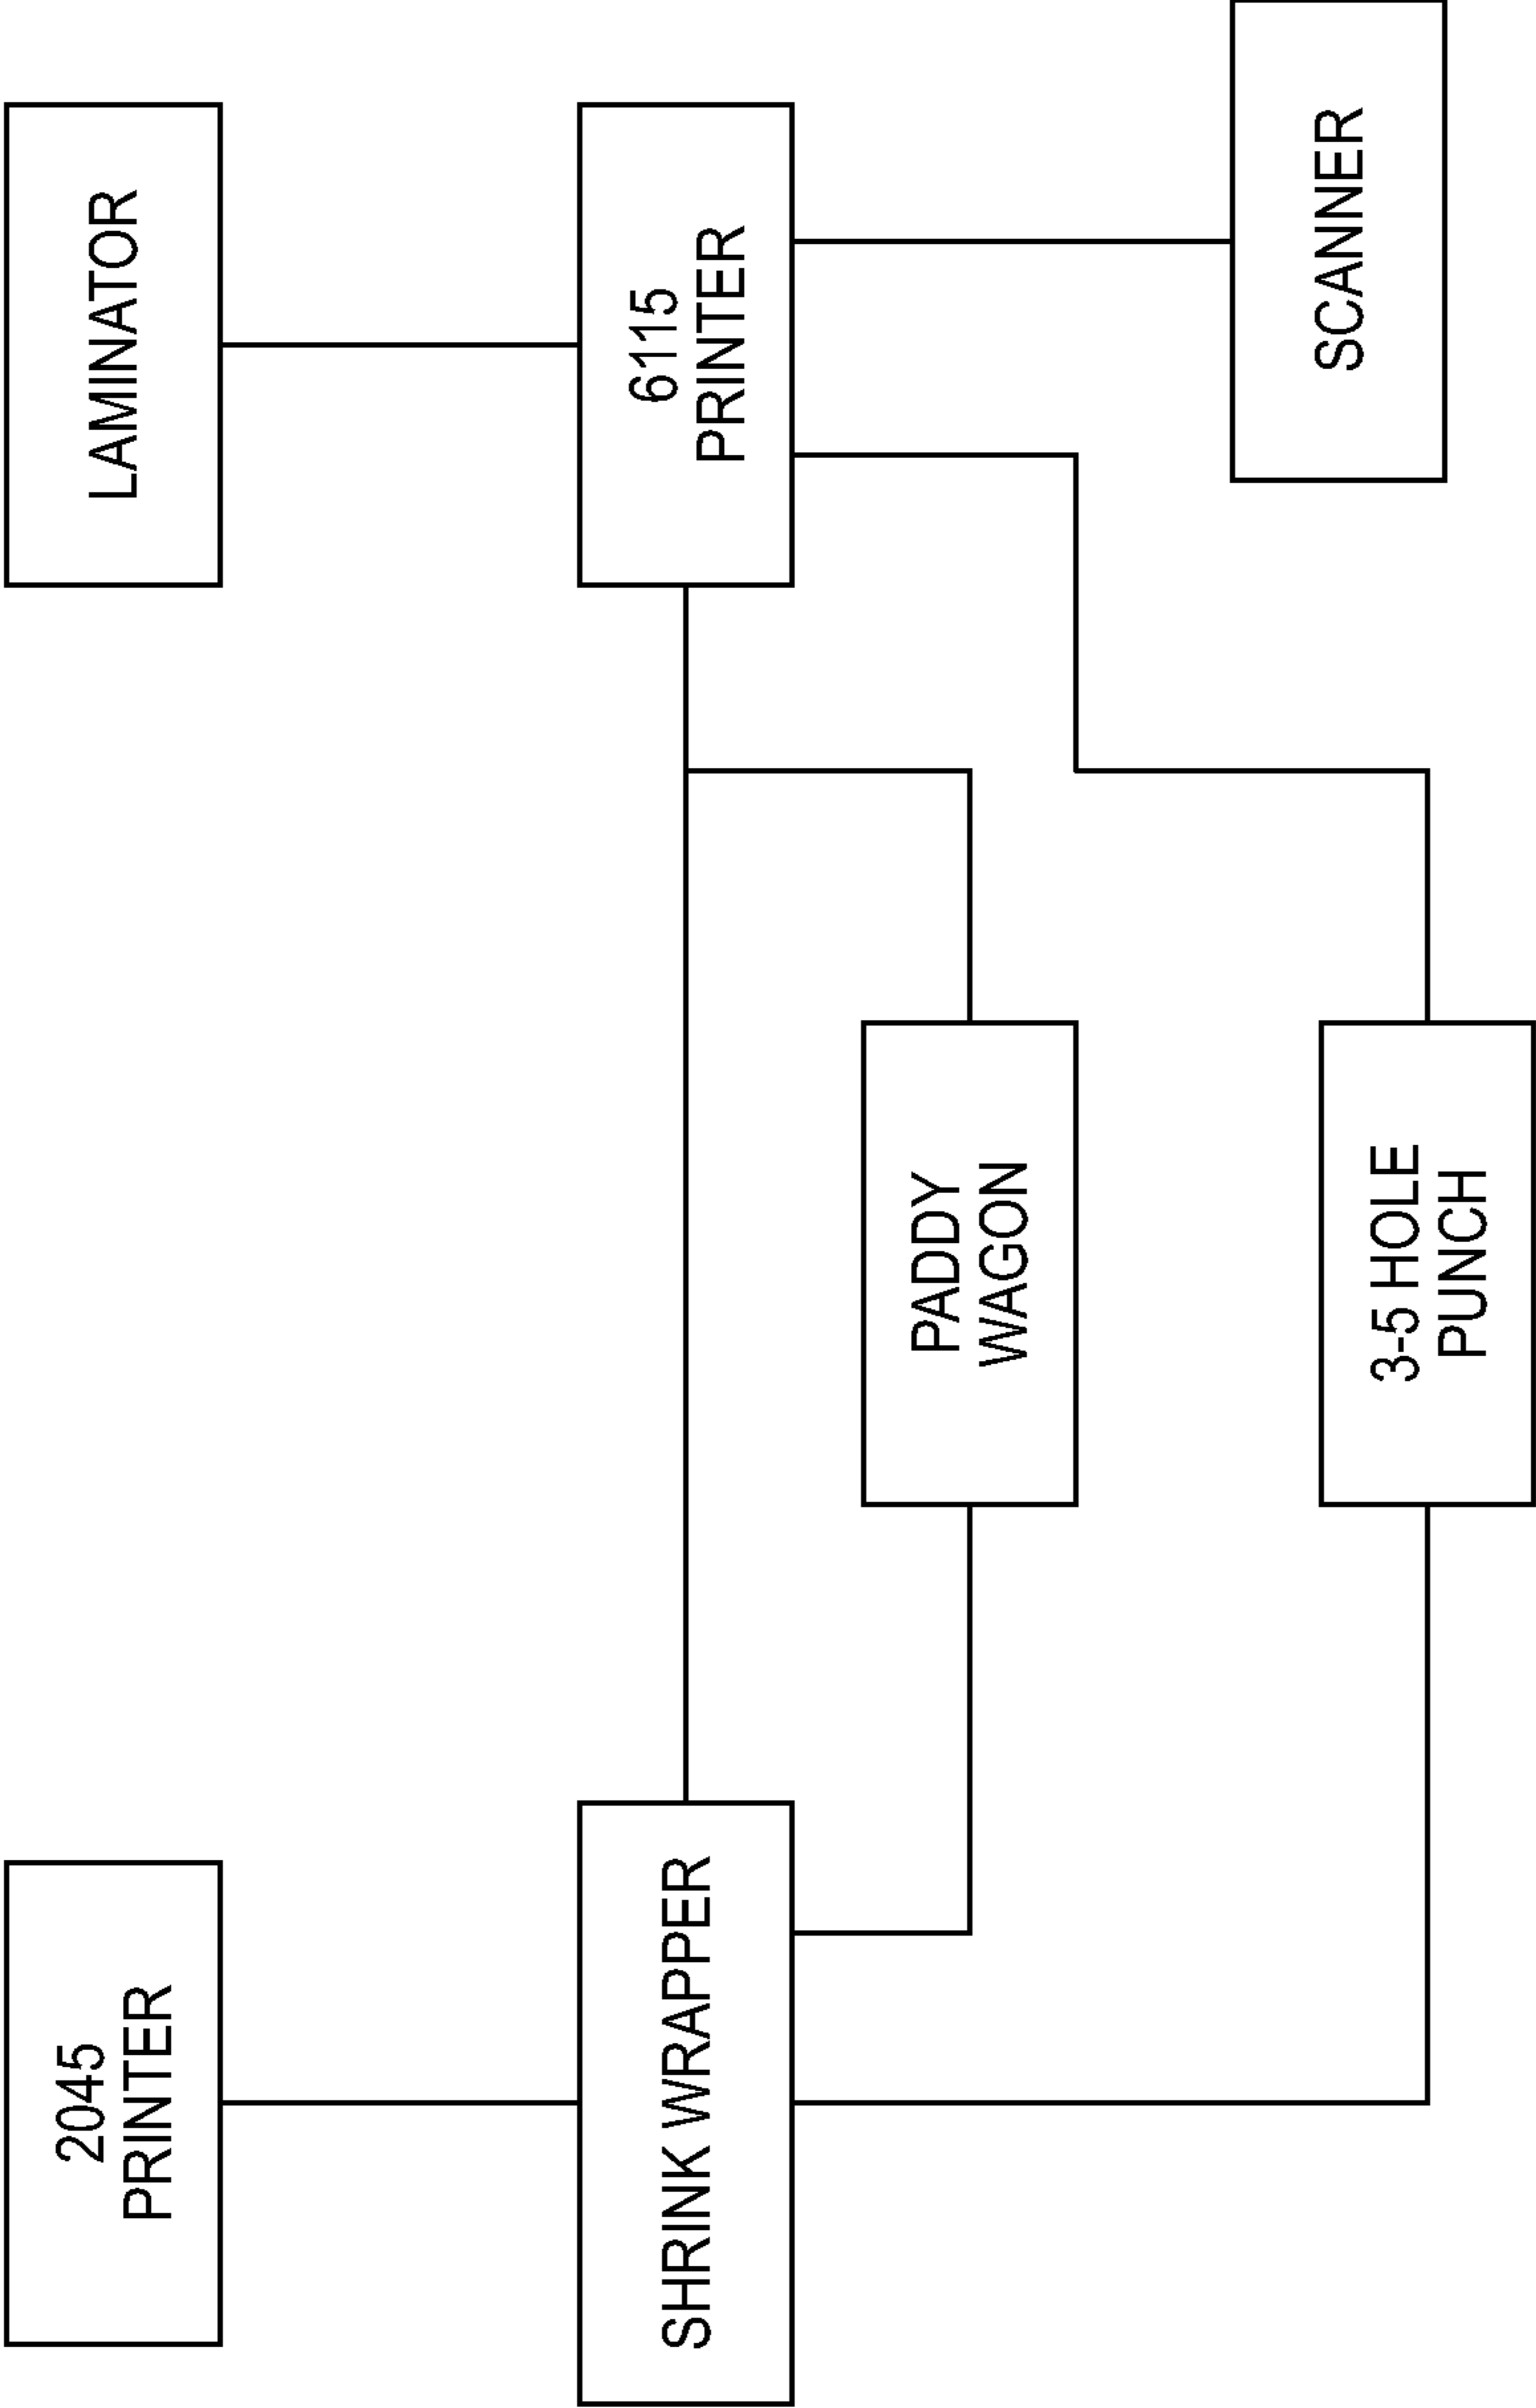 2045
PRINTER
LAMINATOR
SHRINK WRAPPER
6115
PRINTER
PADDY
WAGON
3-5 HOLE
PUNCH
SCANNER